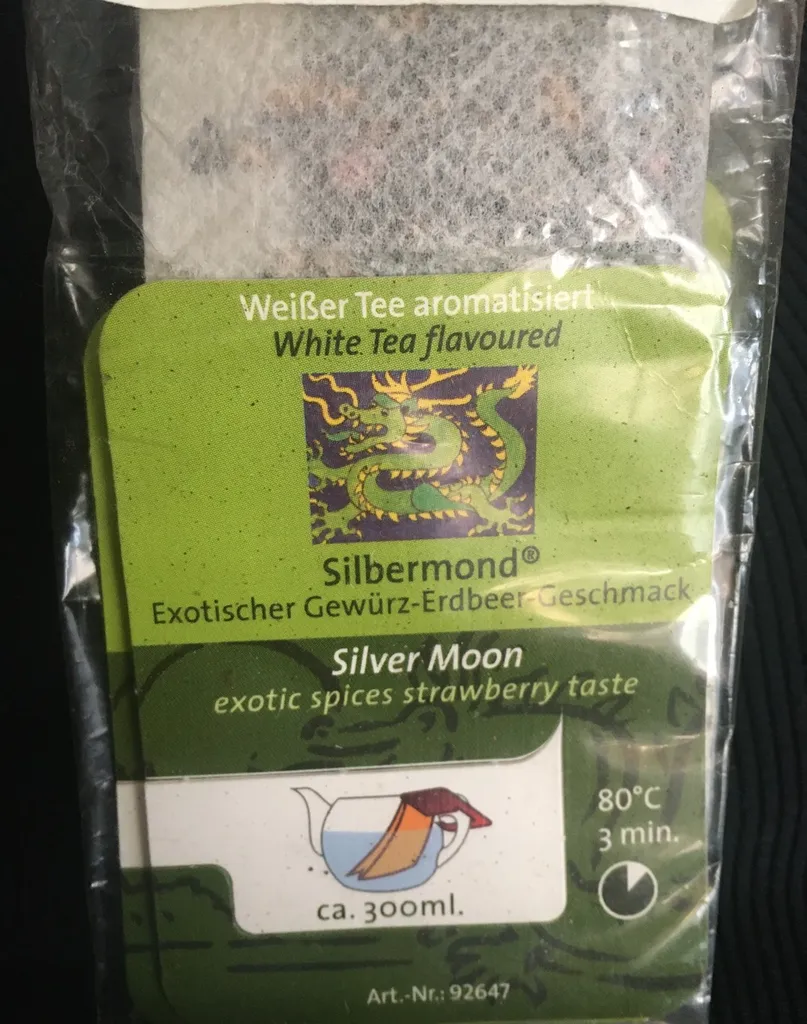 Weißer Tee aromatisiert
White Tea flavoured
Silbermond®
Exotischer Gewürz-Erdbeer-Geschmack
Silver Moon
exotic spices strawberry taste
80°C
3 min.
ca. 300ml.
Art.-Nr.: 92647